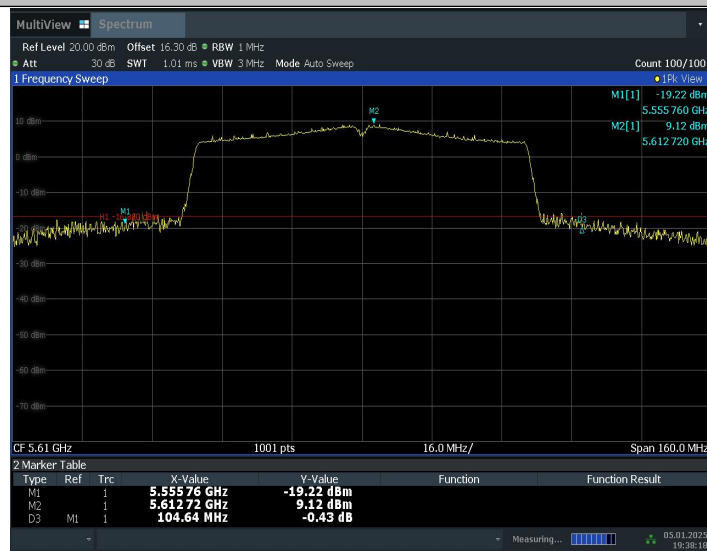 MultiView Spectrum
Ref Level 20.00 dBm Offset 16.30 dB RBW 1 MHz
Att 30 dB SWT 1.01 ms VBW 3 MHz Mode Auto Sweep Count 100/100
1 Frequency Sweep 1Pk View
M1[1] -19.22 dBm
5.555 760 GHz
M2[1] 9.12 dBm
5.612 720 GHz
M2
10 dBm
0 dBm
-10 dBm
M1
H1
D3
-20 dBm
-30 dBm
-40 dBm
-50 dBm
-60 dBm
-70 dBm
CF 5.61 GHz 1001 pts 16.0 MHz/ Span 160.0 MHz
2 Marker Table
Type Ref Trc X-Value Y-Value Function Function Result
M1 1 5.555 76 GHz -19.22 dBm
M2 1 5.612 72 GHz 9.12 dBm
D3 M1 1 104.64 MHz -0.43 dB
Measuring... 05.01.2025
19:38:18